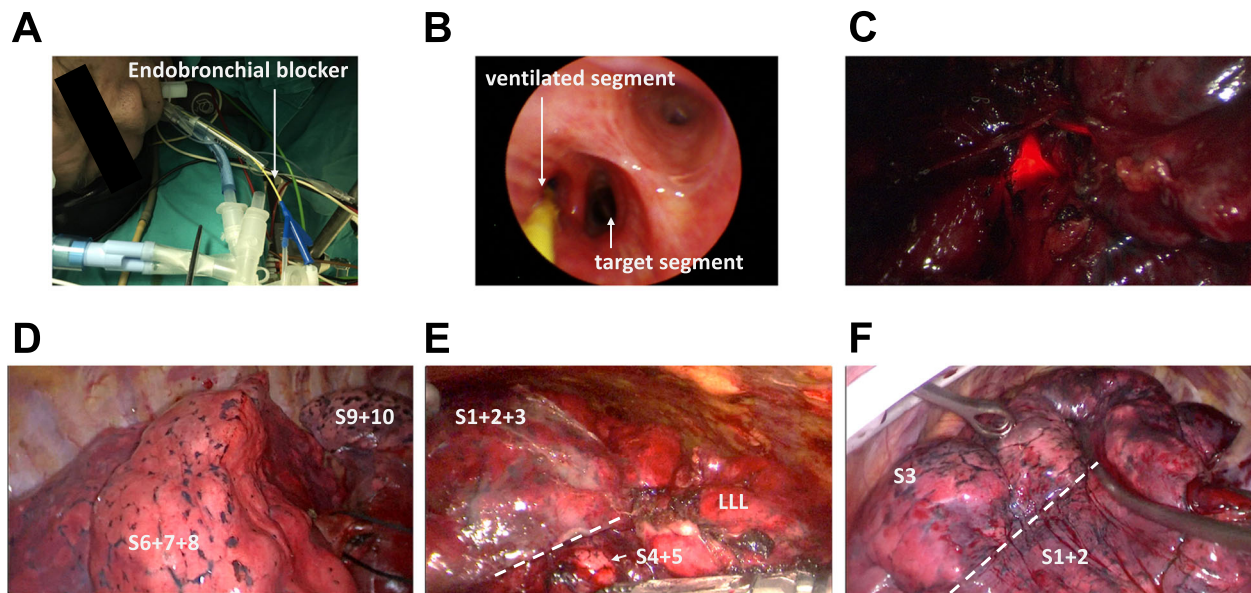 A
B
C
Endobronchial blocker
ventilated segment
target segment
D
E
F
S9+10
S6+7+8
S1+2+3
LLL
S4+5
S3
S1+2